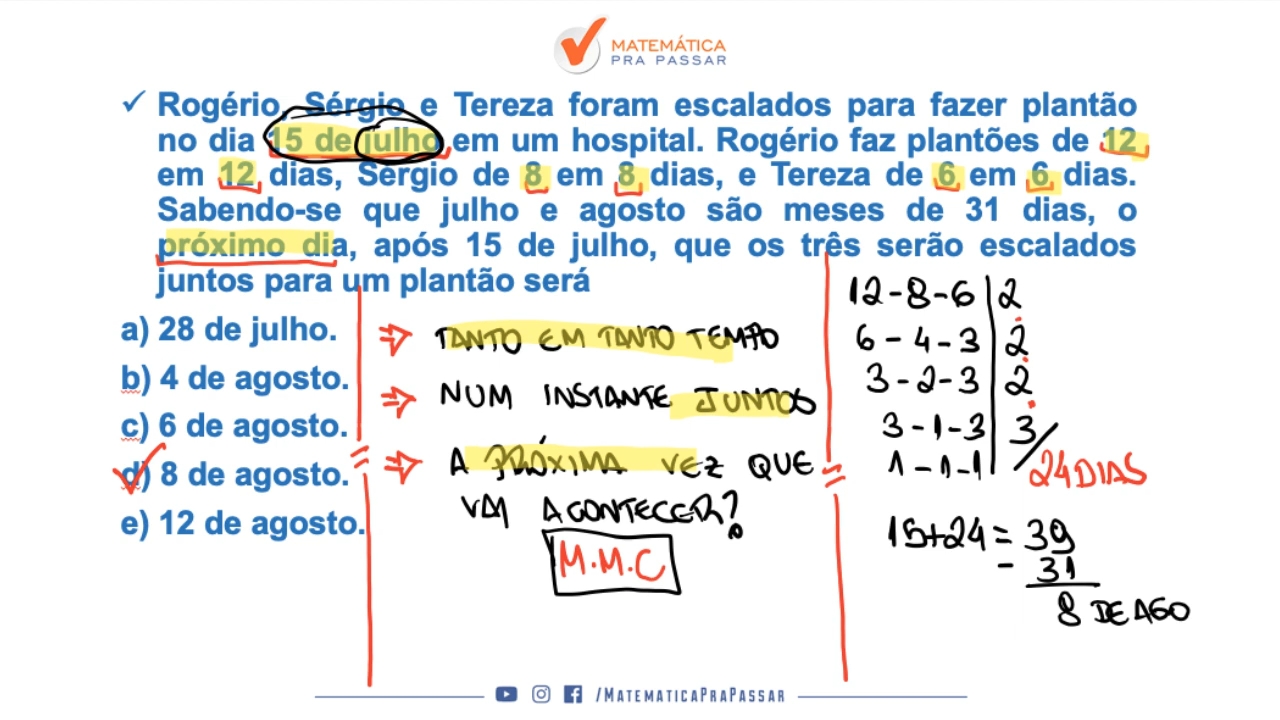 MATEMÁTICA
PRA PASSAR
✓ Rogério, Sérgio e Tereza foram escalados para fazer plantão
no dia 15 de julho em um hospital. Rogério faz plantões de 12
em 12 dias, Sérgio de 8 em 8 dias, e Tereza de 6 em 6 dias.
Sabendo-se que julho e agosto são meses de 31 dias, o
próximo dia, após 15 de julho, que os três serão escalados
juntos para um plantão será
a) 28 de julho.
b) 4 de agosto.
c) 6 de agosto.
d) 8 de agosto.
e) 12 de agosto.
⇒ TANTO EM TANTO TEMPO
⇒ NUM INSTANTE JUNTOS
⇒ A PRÓXIMA VEZ QUE
VAI ACONTECER?
M.M.C
12-8-6 | 2
6-4-3 | 2
3-2-3 | 2
3-1-3 | 3
1-1-1 / 24 DIAS
15+24 = 39
- 31
8 DE AGO
/MATEMATICAPRAPASSAR